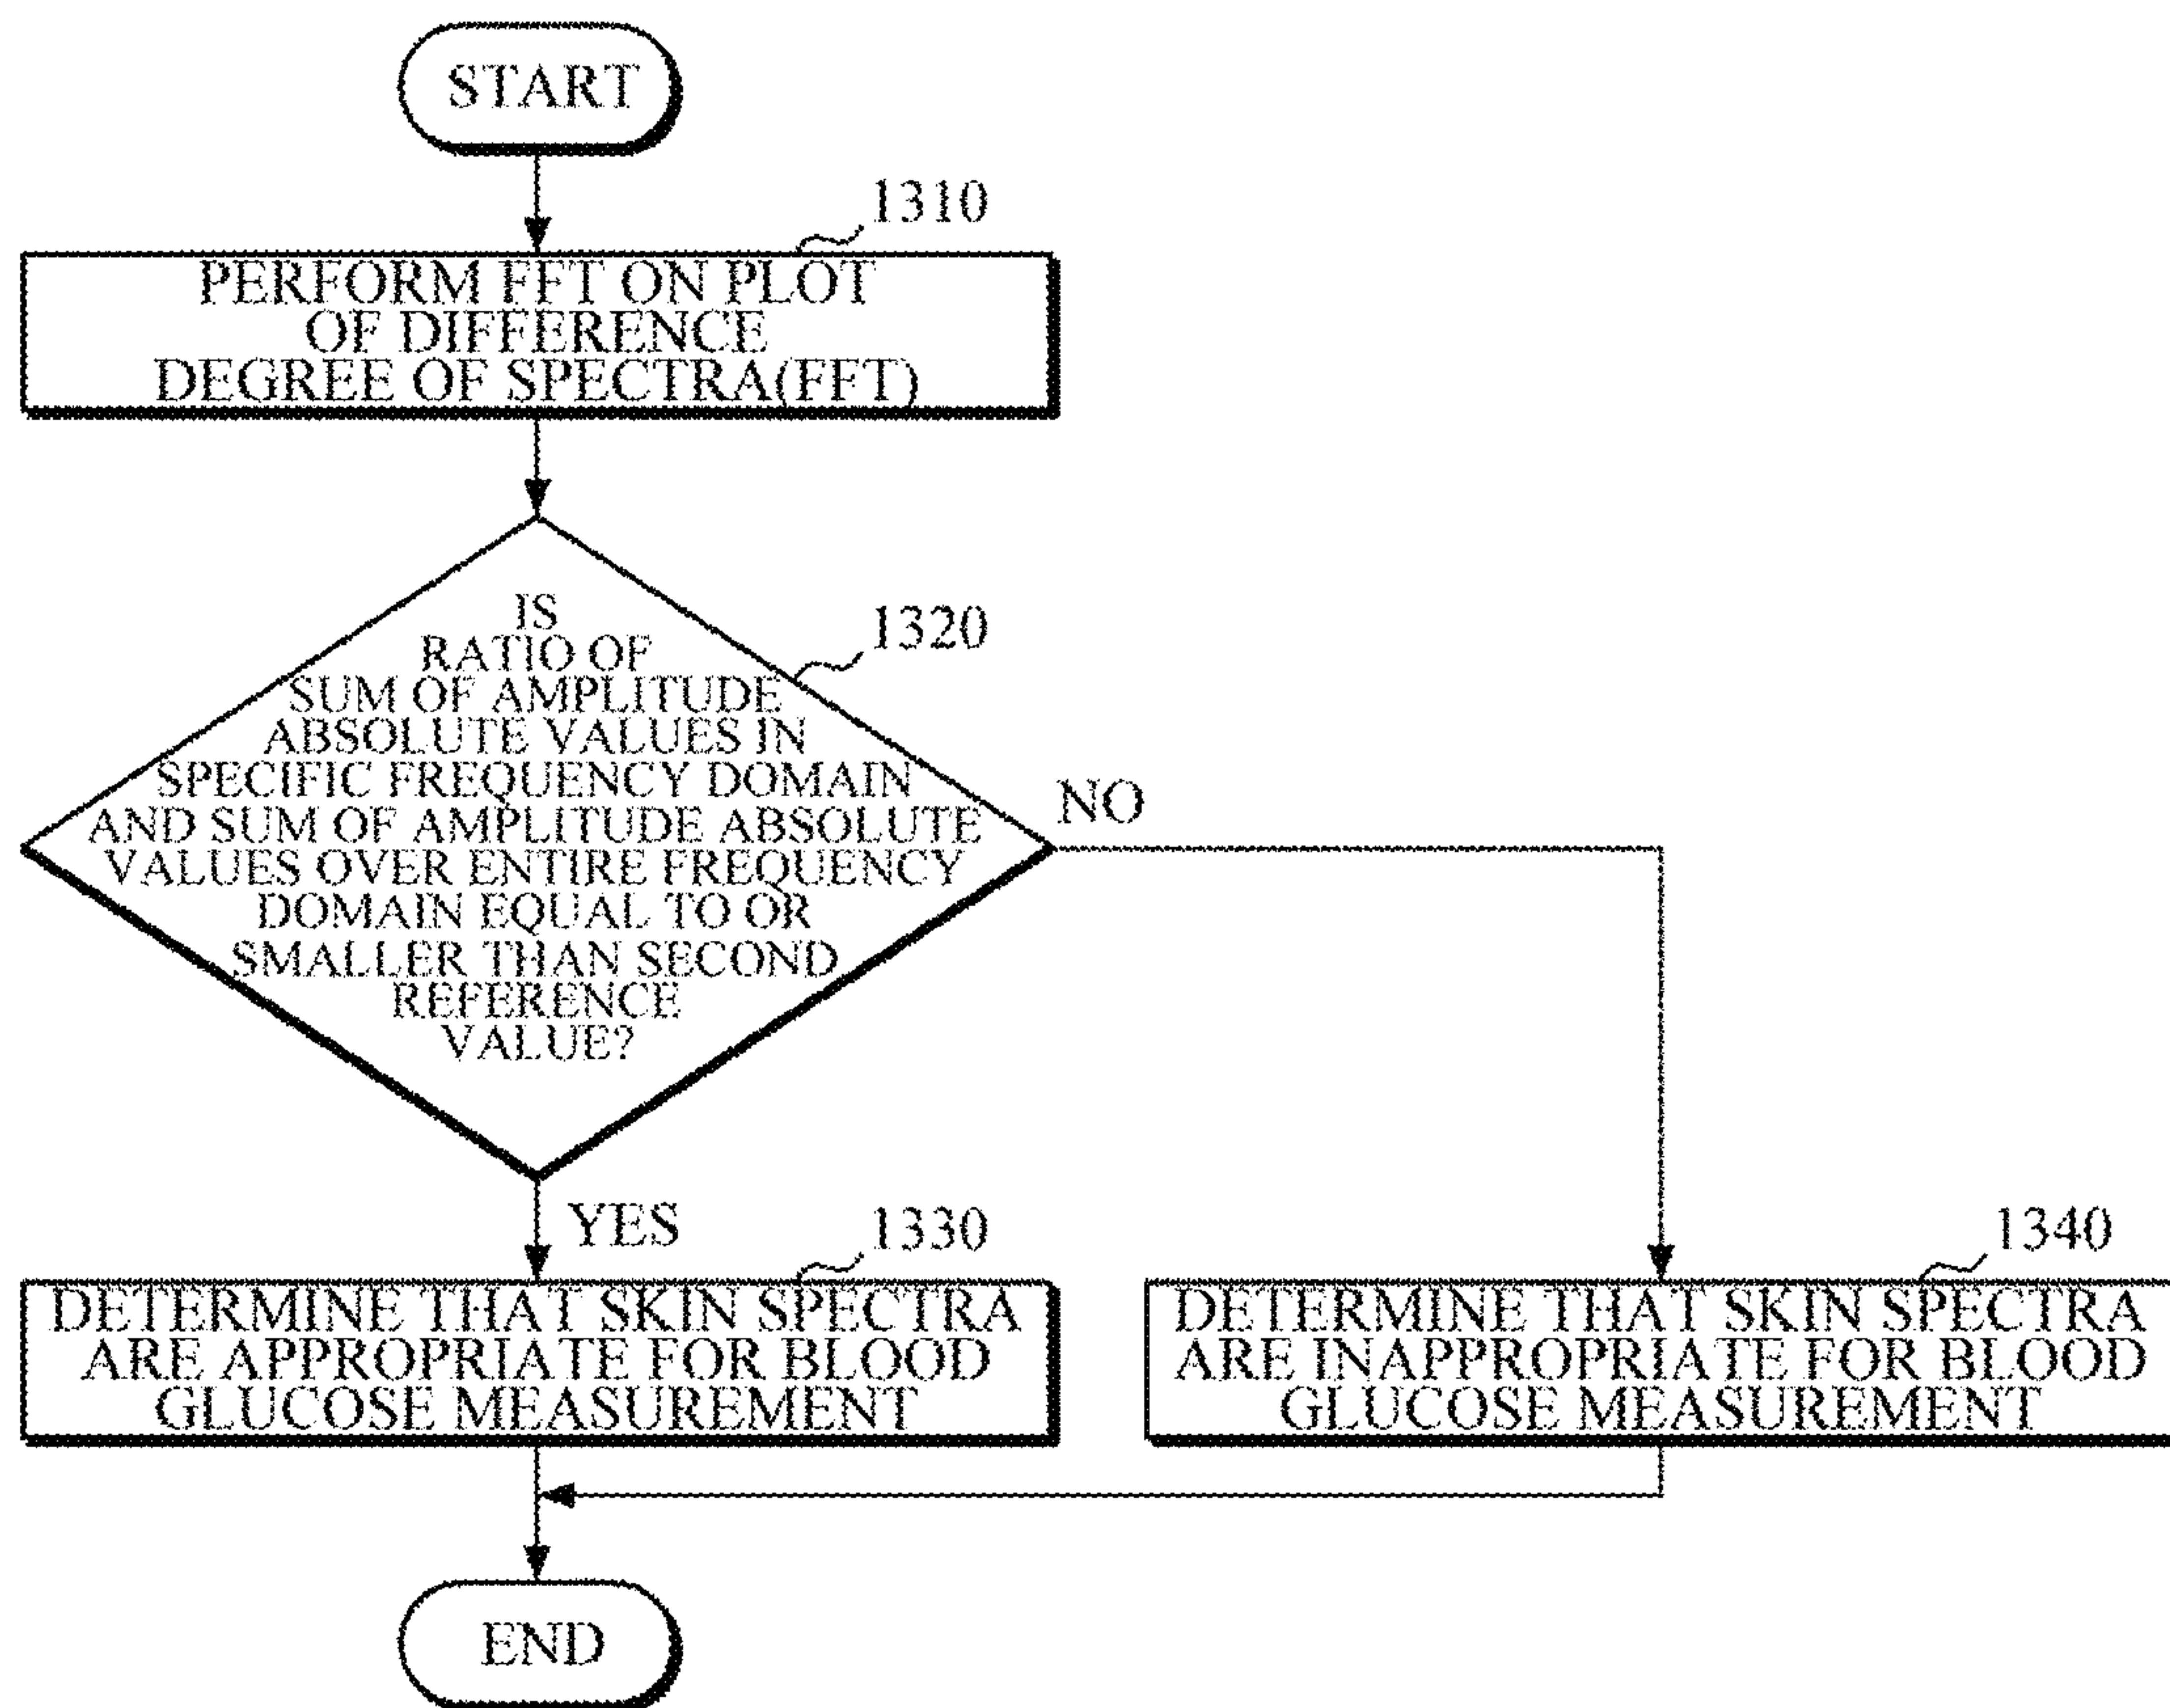 START
1310
PERFORM FFT ON PLOT
OF DIFFERENCE
DEGREE OF SPECTRA(FFT)
1320
IS
RATIO OF
SUM OF AMPLITUDE
ABSOLUTE VALUES IN
SPECIFIC FREQUENCY DOMAIN
AND SUM OF AMPLITUDE ABSOLUTE
VALUES OVER ENTIRE FREQUENCY
DOMAIN EQUAL TO OR
SMALLER THAN SECOND
REFERENCE
VALUE?
NO
YES
1330
DETERMINE THAT SKIN SPECTRA
ARE APPROPRIATE FOR BLOOD
GLUCOSE MEASUREMENT
1340
DETERMINE THAT SKIN SPECTRA
ARE INAPPROPRIATE FOR BLOOD
GLUCOSE MEASUREMENT
END